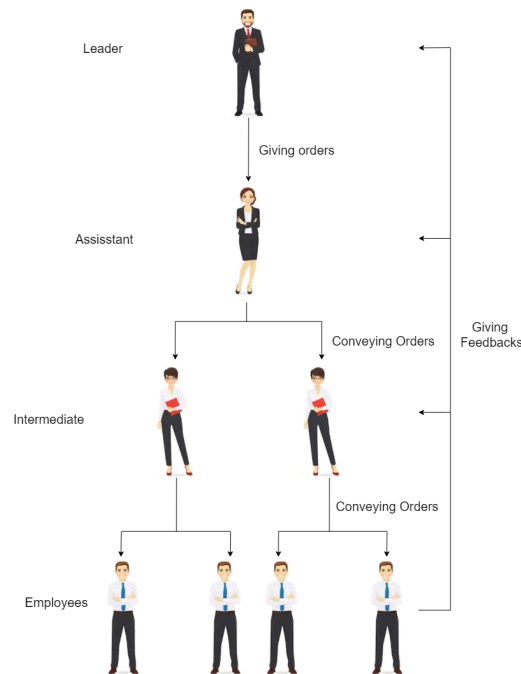 Leader
Giving orders
Assisstant
Conveying Orders
Giving
Feedbacks
Intermediate
Conveying Orders
Employees